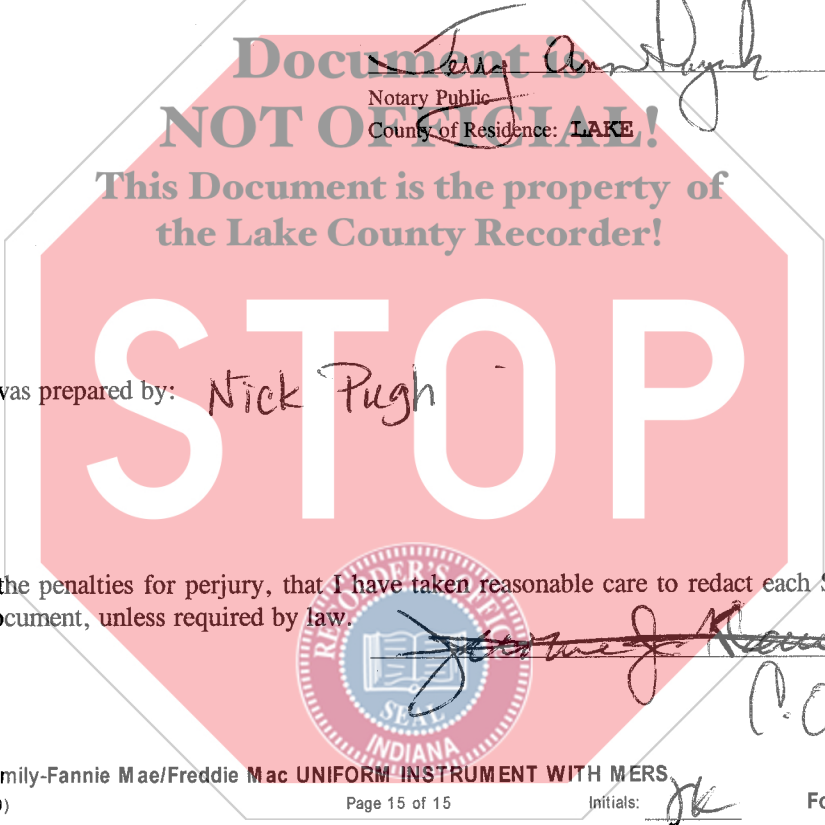 Document is
Notary Public
NOT OFFICIAL!
County of Residence: LAKE
This Document is the property of
the Lake County Recorder!
STOP
was prepared by: Nick Pugh
the penalties for perjury, that I have taken reasonable care to redact each S
ocument, unless required by law.
RECORDER'S OFFICE
SEAL
INDIANA
mily-Fannie Mae/Freddie Mac UNIFORM INSTRUMENT WITH MERS
Page 15 of 15 Initials: JK Fo